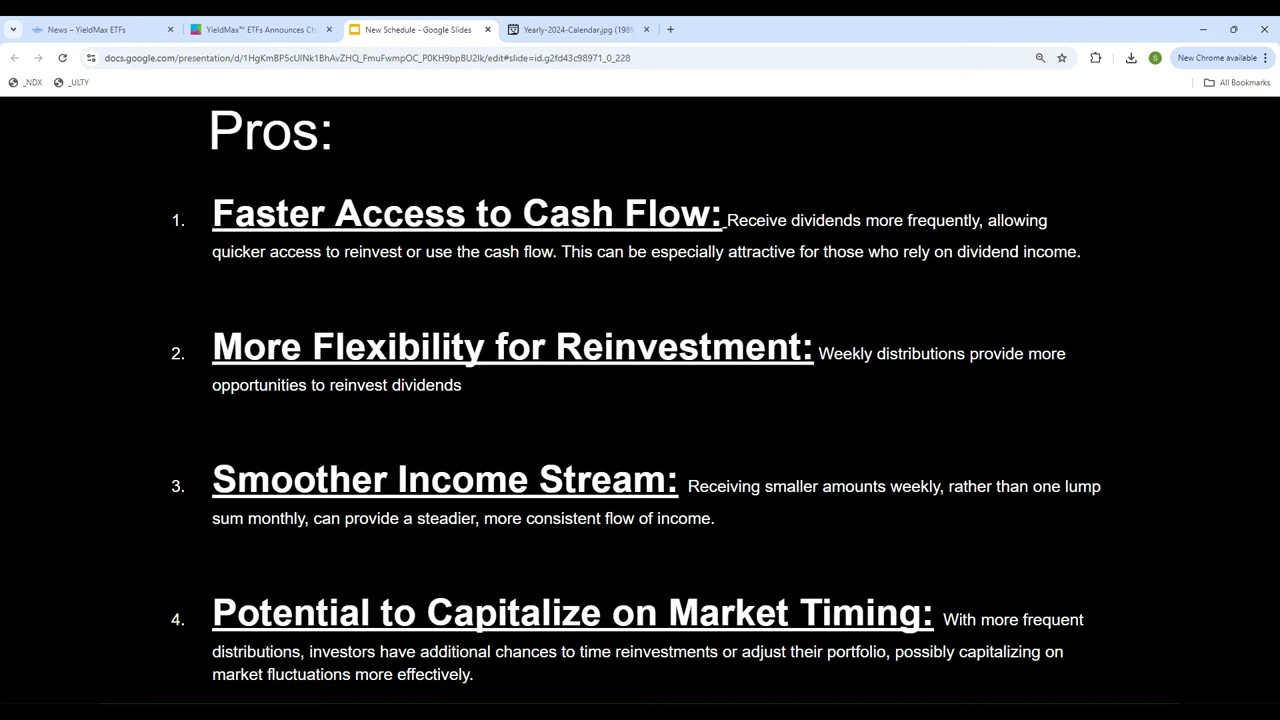 News – YieldMax ETFs
YieldMax™ ETFs Announces Ch
New Schedule - Google Slides
Yearly-2024-Calendar.jpg (1989
docs.google.com/presentation/d/1HgKmBP5cUlNk1BhAvZHQ_FmuFwmpOC_P0KH9bpBU2lk/edit#slide=id.g2fd43c98971_0_228
S
New Chrome available
_NDX
_ULTY
All Bookmarks
Pros:
1. Faster Access to Cash Flow: Receive dividends more frequently, allowing
quicker access to reinvest or use the cash flow. This can be especially attractive for those who rely on dividend income.
2. More Flexibility for Reinvestment: Weekly distributions provide more
opportunities to reinvest dividends
3. Smoother Income Stream: Receiving smaller amounts weekly, rather than one lump
sum monthly, can provide a steadier, more consistent flow of income.
4. Potential to Capitalize on Market Timing: With more frequent
distributions, investors have additional chances to time reinvestments or adjust their portfolio, possibly capitalizing on
market fluctuations more effectively.